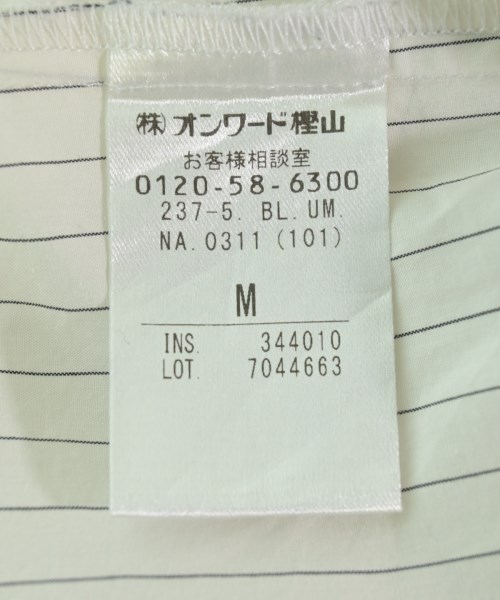 (株)オンワード樫山
お客様相談室
0120-58-6300
237-5. BL. UM.
NA. 0311 (101)
M
INS. 344010
LOT. 7044663